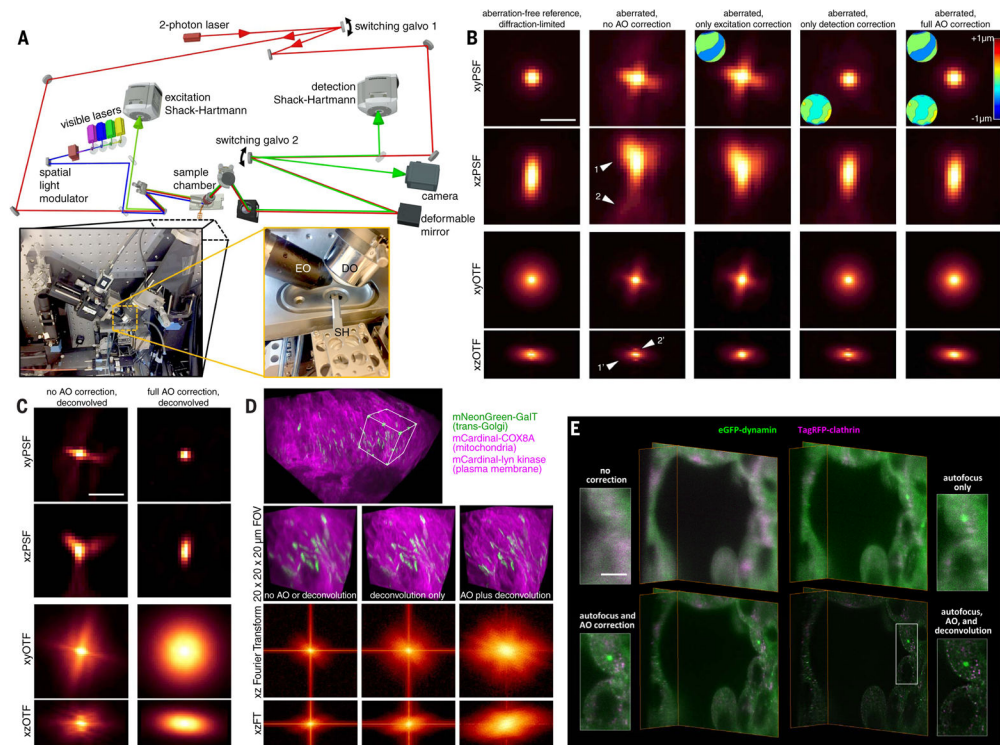 A
2-photon laser
switching galvo 1
excitation
Shack-Hartmann
detection
Shack-Hartmann
visible lasers
switching galvo 2
spatial
light
modulator
sample
chamber
camera
deformable
mirror
EO
DO
SH
B
aberration-free reference,
diffraction-limited
aberrated,
no AO correction
aberrated,
only excitation correction
aberrated,
only detection correction
aberrated,
full AO correction
+1µm
-1µm
xyPSF
xzPSF
1
2
xyOTF
xzOTF
1'
2'
C
no AO correction,
deconvolved
full AO correction,
deconvolved
xyPSF
xzPSF
xyOTF
xzOTF
D
mNeonGreen-GalT
(trans-Golgi)
mCardinal-COX8A
(mitochondria)
mCardinal-lyn kinase
(plasma membrane)
20 x 20 x 20 µm FOV
no AO or deconvolution
deconvolution only
AO plus deconvolution
xz Fourier Transform
xzFT
E
eGFP-dynamin
TagRFP-clathrin
no
correction
autofocus
only
autofocus and
AO correction
autofocus,
AO, and
deconvolution